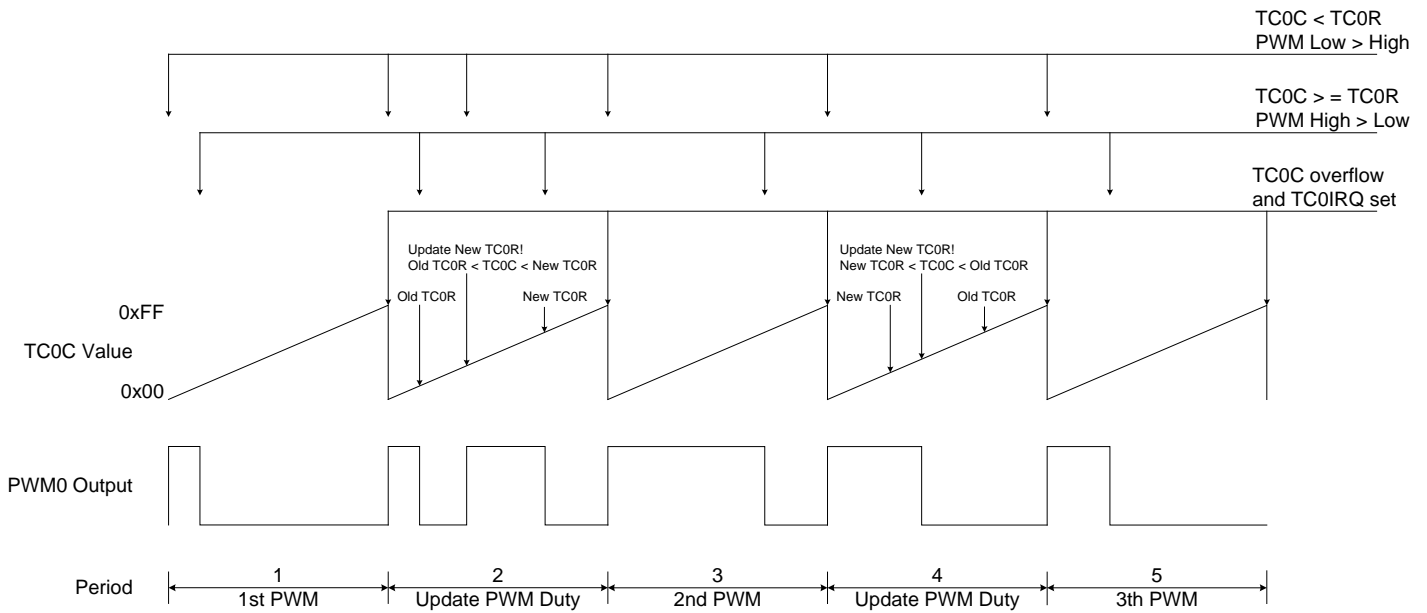 TC0C < TC0R
PWM Low > High
TC0C > = TC0R
PWM High > Low
TC0C overflow
and TC0IRQ set
Update New TC0R!
Old TC0R < TC0C < New TC0R
Update New TC0R!
New TC0R < TC0C < Old TC0R
Old TC0R
New TC0R
New TC0R
Old TC0R
0xFF
TC0C Value
0x00
PWM0 Output
Period
1
2
3
4
5
1st PWM
Update PWM Duty
2nd PWM
Update PWM Duty
3th PWM